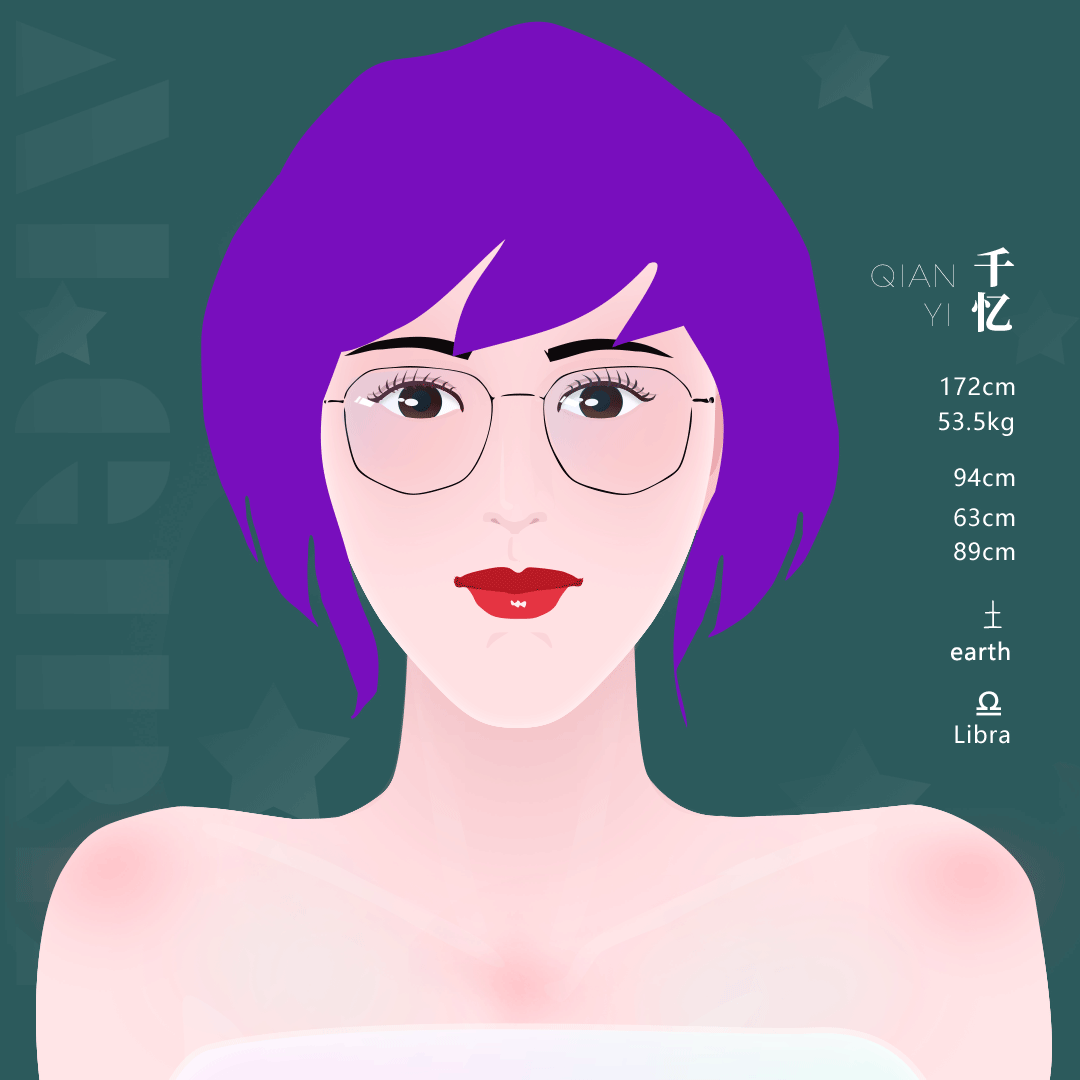 QIAN YI
千忆
172cm
53.5kg
94cm
63cm
89cm
土
earth
♎
Libra